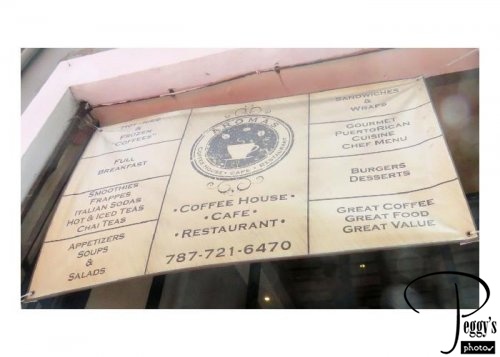 & Frozen
"Coffees"
Full
Breakfast
Smoothies
Frappes
Italian Sodas
Hot & Iced Teas
Chai Teas
Appetizers
Soups
&
Salads
AROMAS
COFFEE HOUSE • CAFE • RESTAURANT
• Coffee House •
Cafe •
• Restaurant •
787-721-6470
Sandwiches
&
Wraps
Gourmet
PuertoRican
Cuisine
Chef Menu
Burgers
Desserts
Great Coffee
Great Food
Great Value
Peggy's
photos